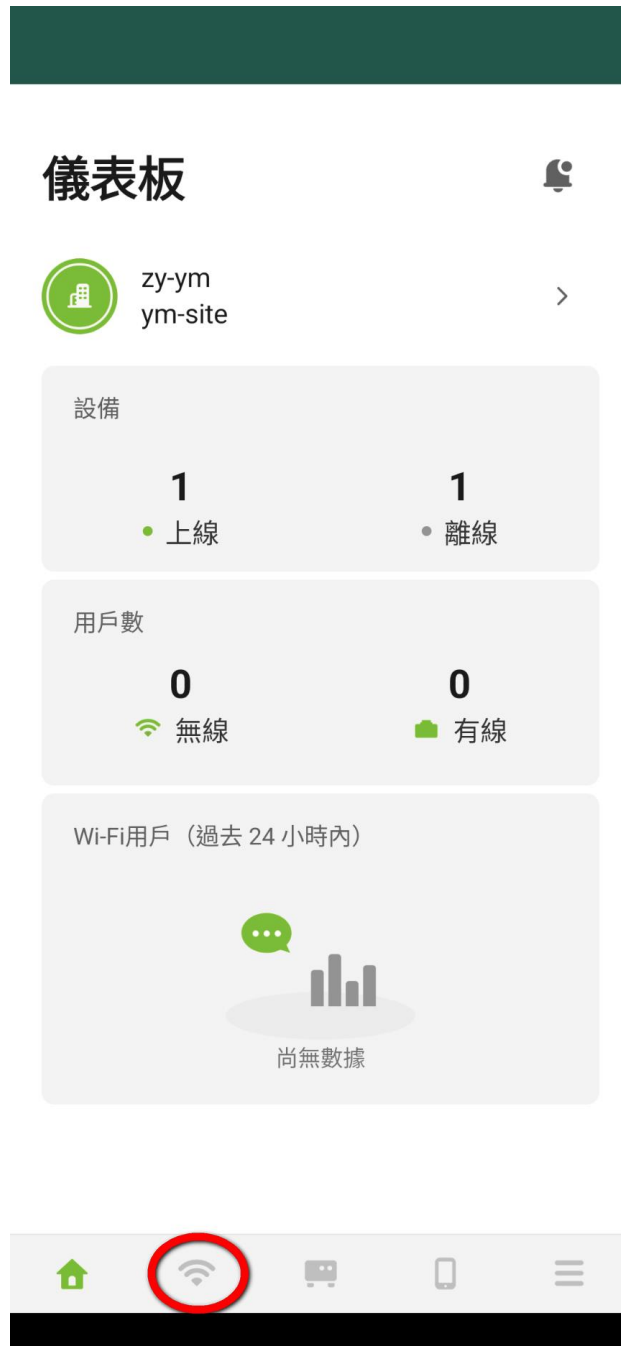 儀表板
zy-ym
ym-site
設備
1
1
上線
離線
用戶數
0
0
無線
有線
Wi-Fi用戶（過去 24 小時內）
尚無數據